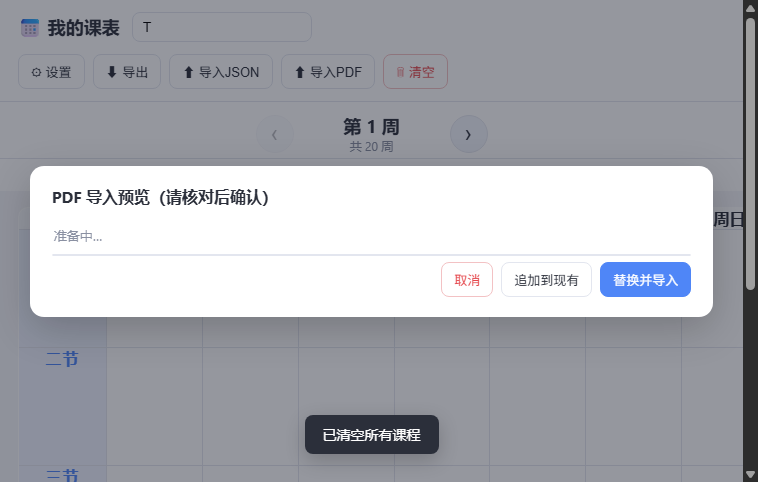 我的课表
T
设置
导出
导入JSON
导入PDF
清空
‹
第 1 周
›
共 20 周
周日
PDF 导入预览（请核对后确认）
准备中...
取消
追加到现有
替换并导入
二节
已清空所有课程
三节